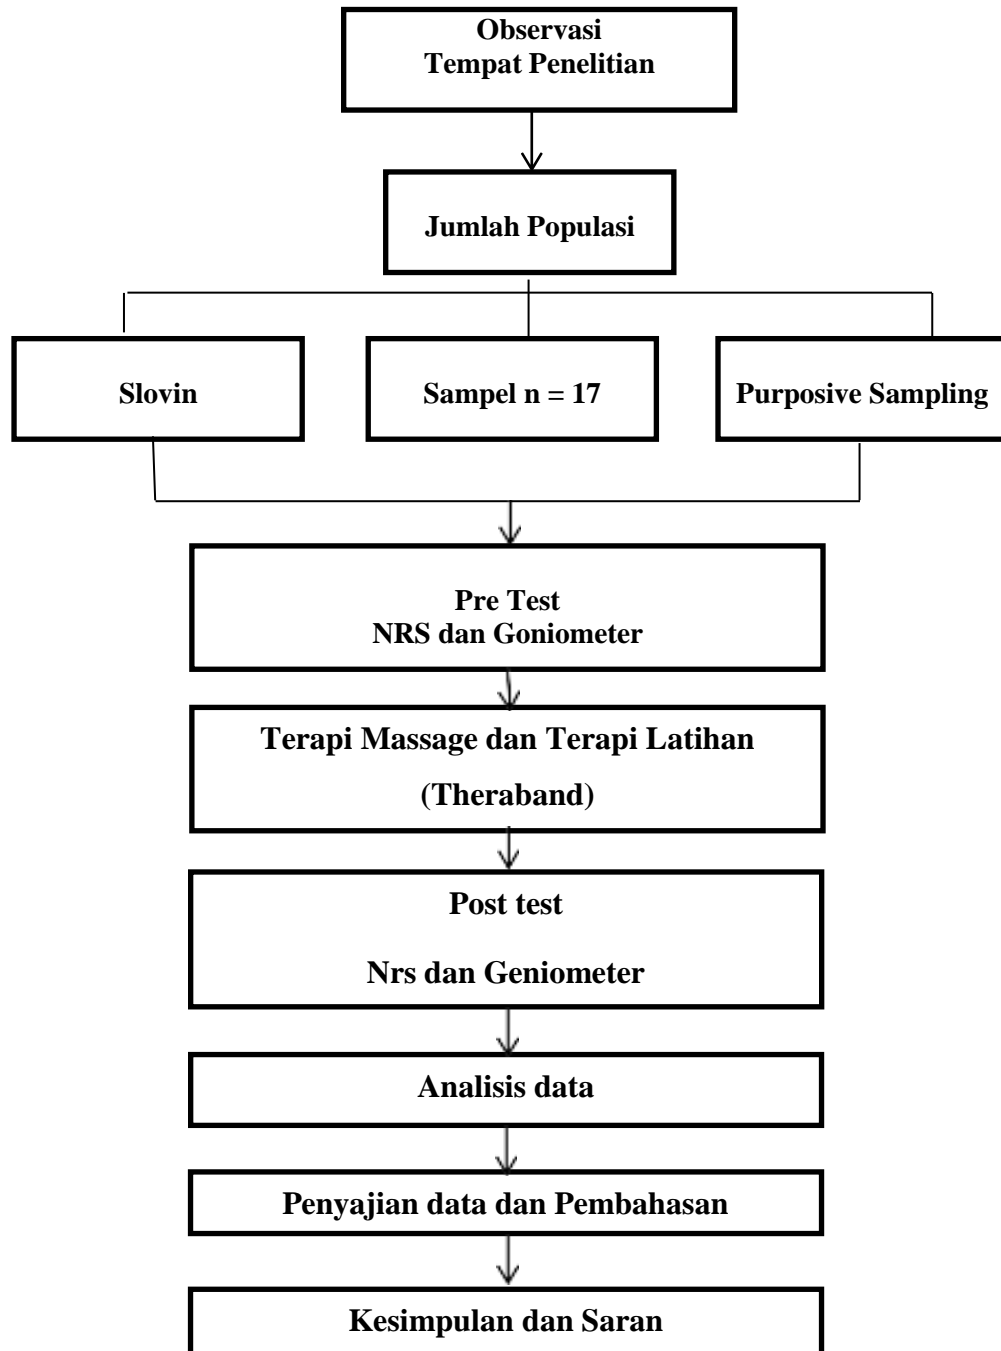 Observasi
Tempat Penelitian
Jumlah Populasi
Slovin
Sampel n = 17
Purposive Sampling
Pre Test
NRS dan Goniometer
Terapi Massage dan Terapi Latihan
(Theraband)
Post test
Nrs dan Geniometer
Analisis data
Penyajian data dan Pembahasan
Kesimpulan dan Saran